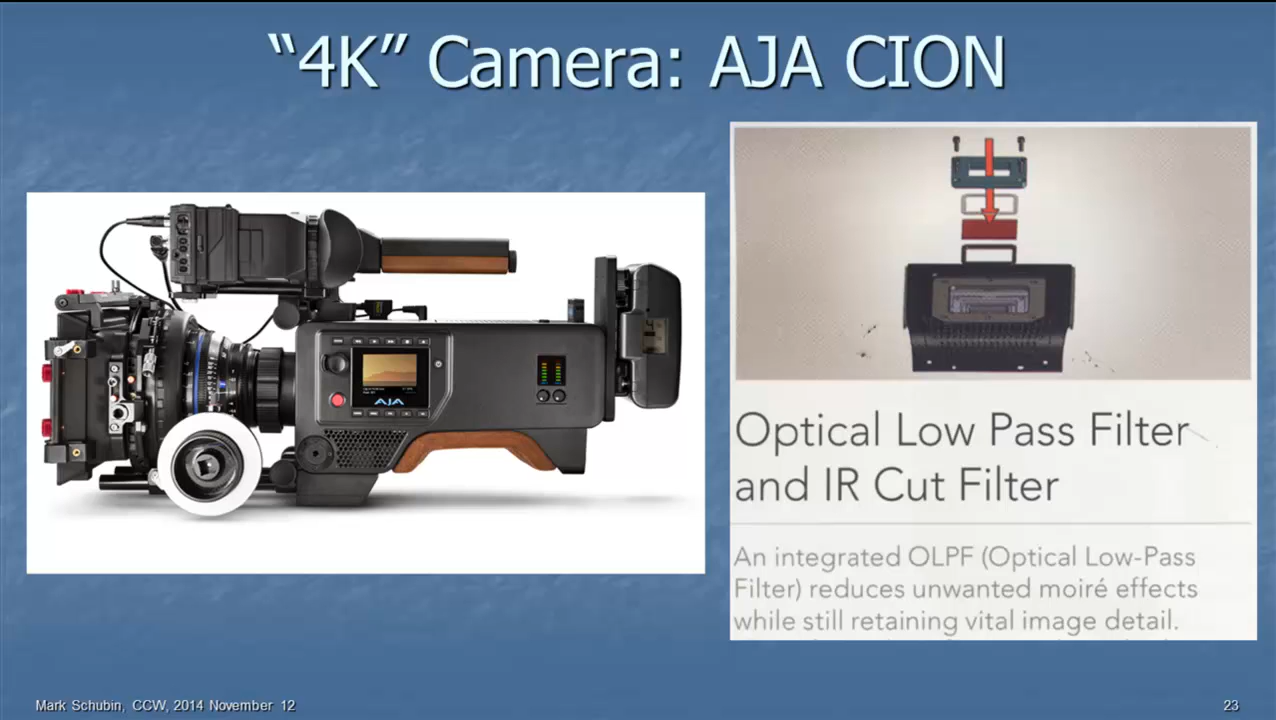 “4K” Camera: AJA CION
AJA
Optical Low Pass Filter
and IR Cut Filter
An integrated OLPF (Optical Low-Pass
Filter) reduces unwanted moiré effects
while still retaining vital image detail.
Mark Schubin, CCW, 2014 November 12
23